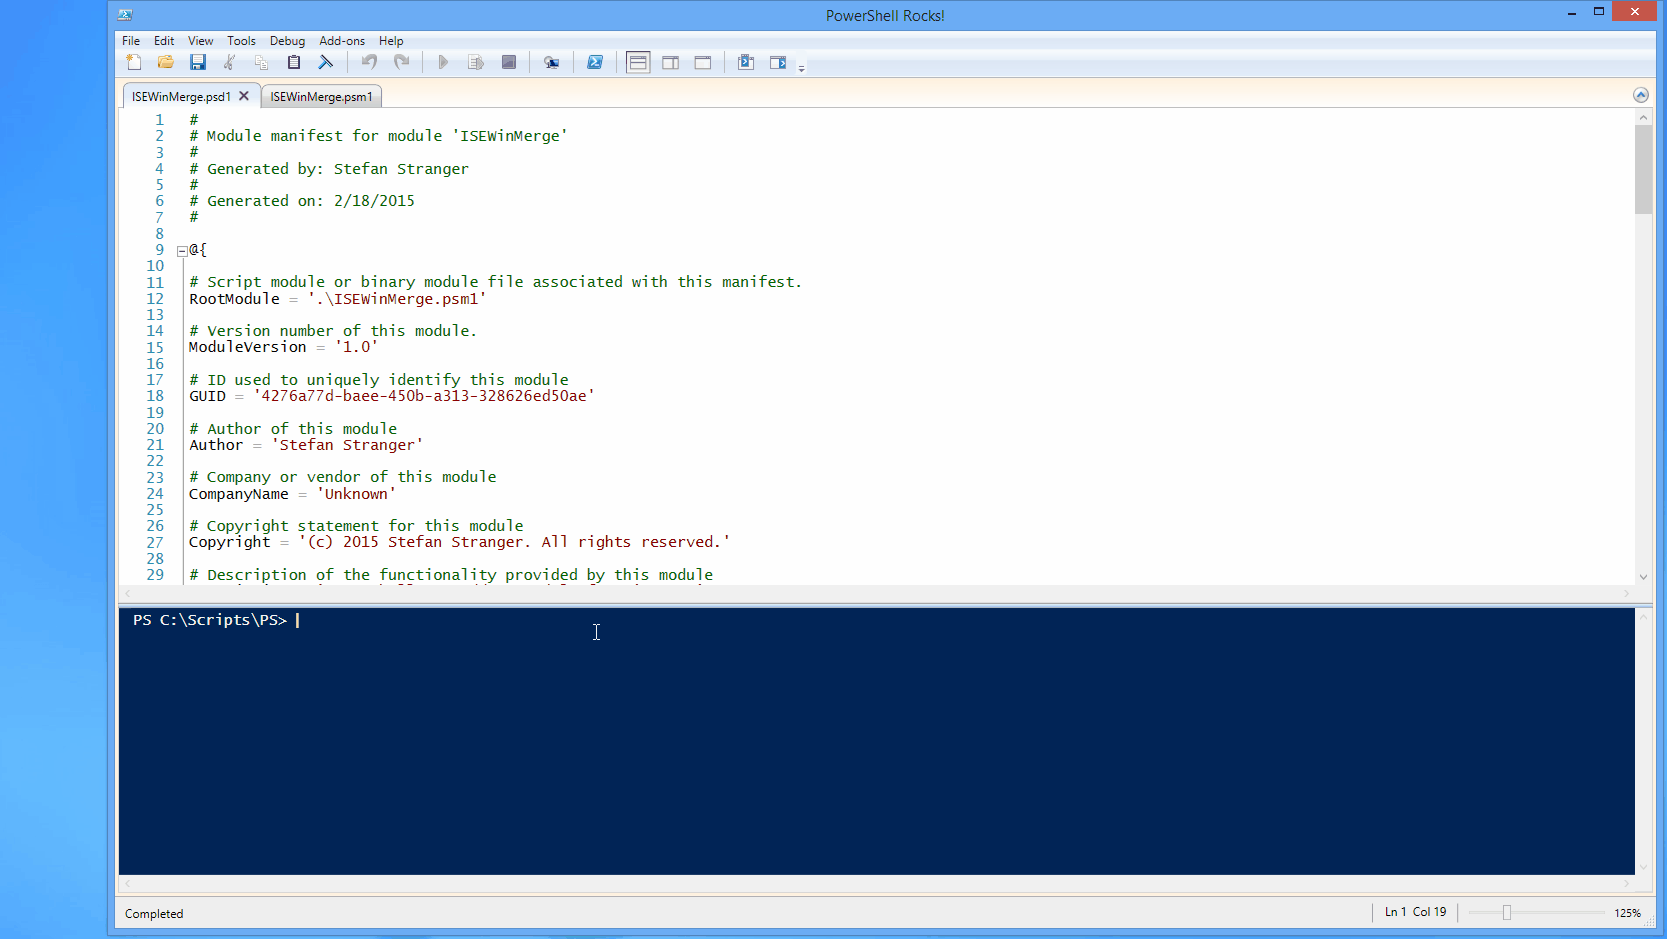 PowerShell Rocks!
File Edit View Tools Debug Add-ons Help
ISEWinMerge.psd1 ISEWinMerge.psm1
1 #
2 # Module manifest for module 'ISEWinMerge'
3 #
4 # Generated by: Stefan Stranger
5 #
6 # Generated on: 2/18/2015
7 #
8
9 @{
10
11 # Script module or binary module file associated with this manifest.
12 RootModule = '.\ISEWinMerge.psm1'
13
14 # Version number of this module.
15 ModuleVersion = '1.0'
16
17 # ID used to uniquely identify this module
18 GUID = '4276a77d-baee-450b-a313-328626ed50ae'
19
20 # Author of this module
21 Author = 'Stefan Stranger'
22
23 # Company or vendor of this module
24 CompanyName = 'Unknown'
25
26 # Copyright statement for this module
27 Copyright = '(c) 2015 Stefan Stranger. All rights reserved.'
28
29 # Description of the functionality provided by this module
PS C:\Scripts\PS>
Completed
Ln 1 Col 19
125%